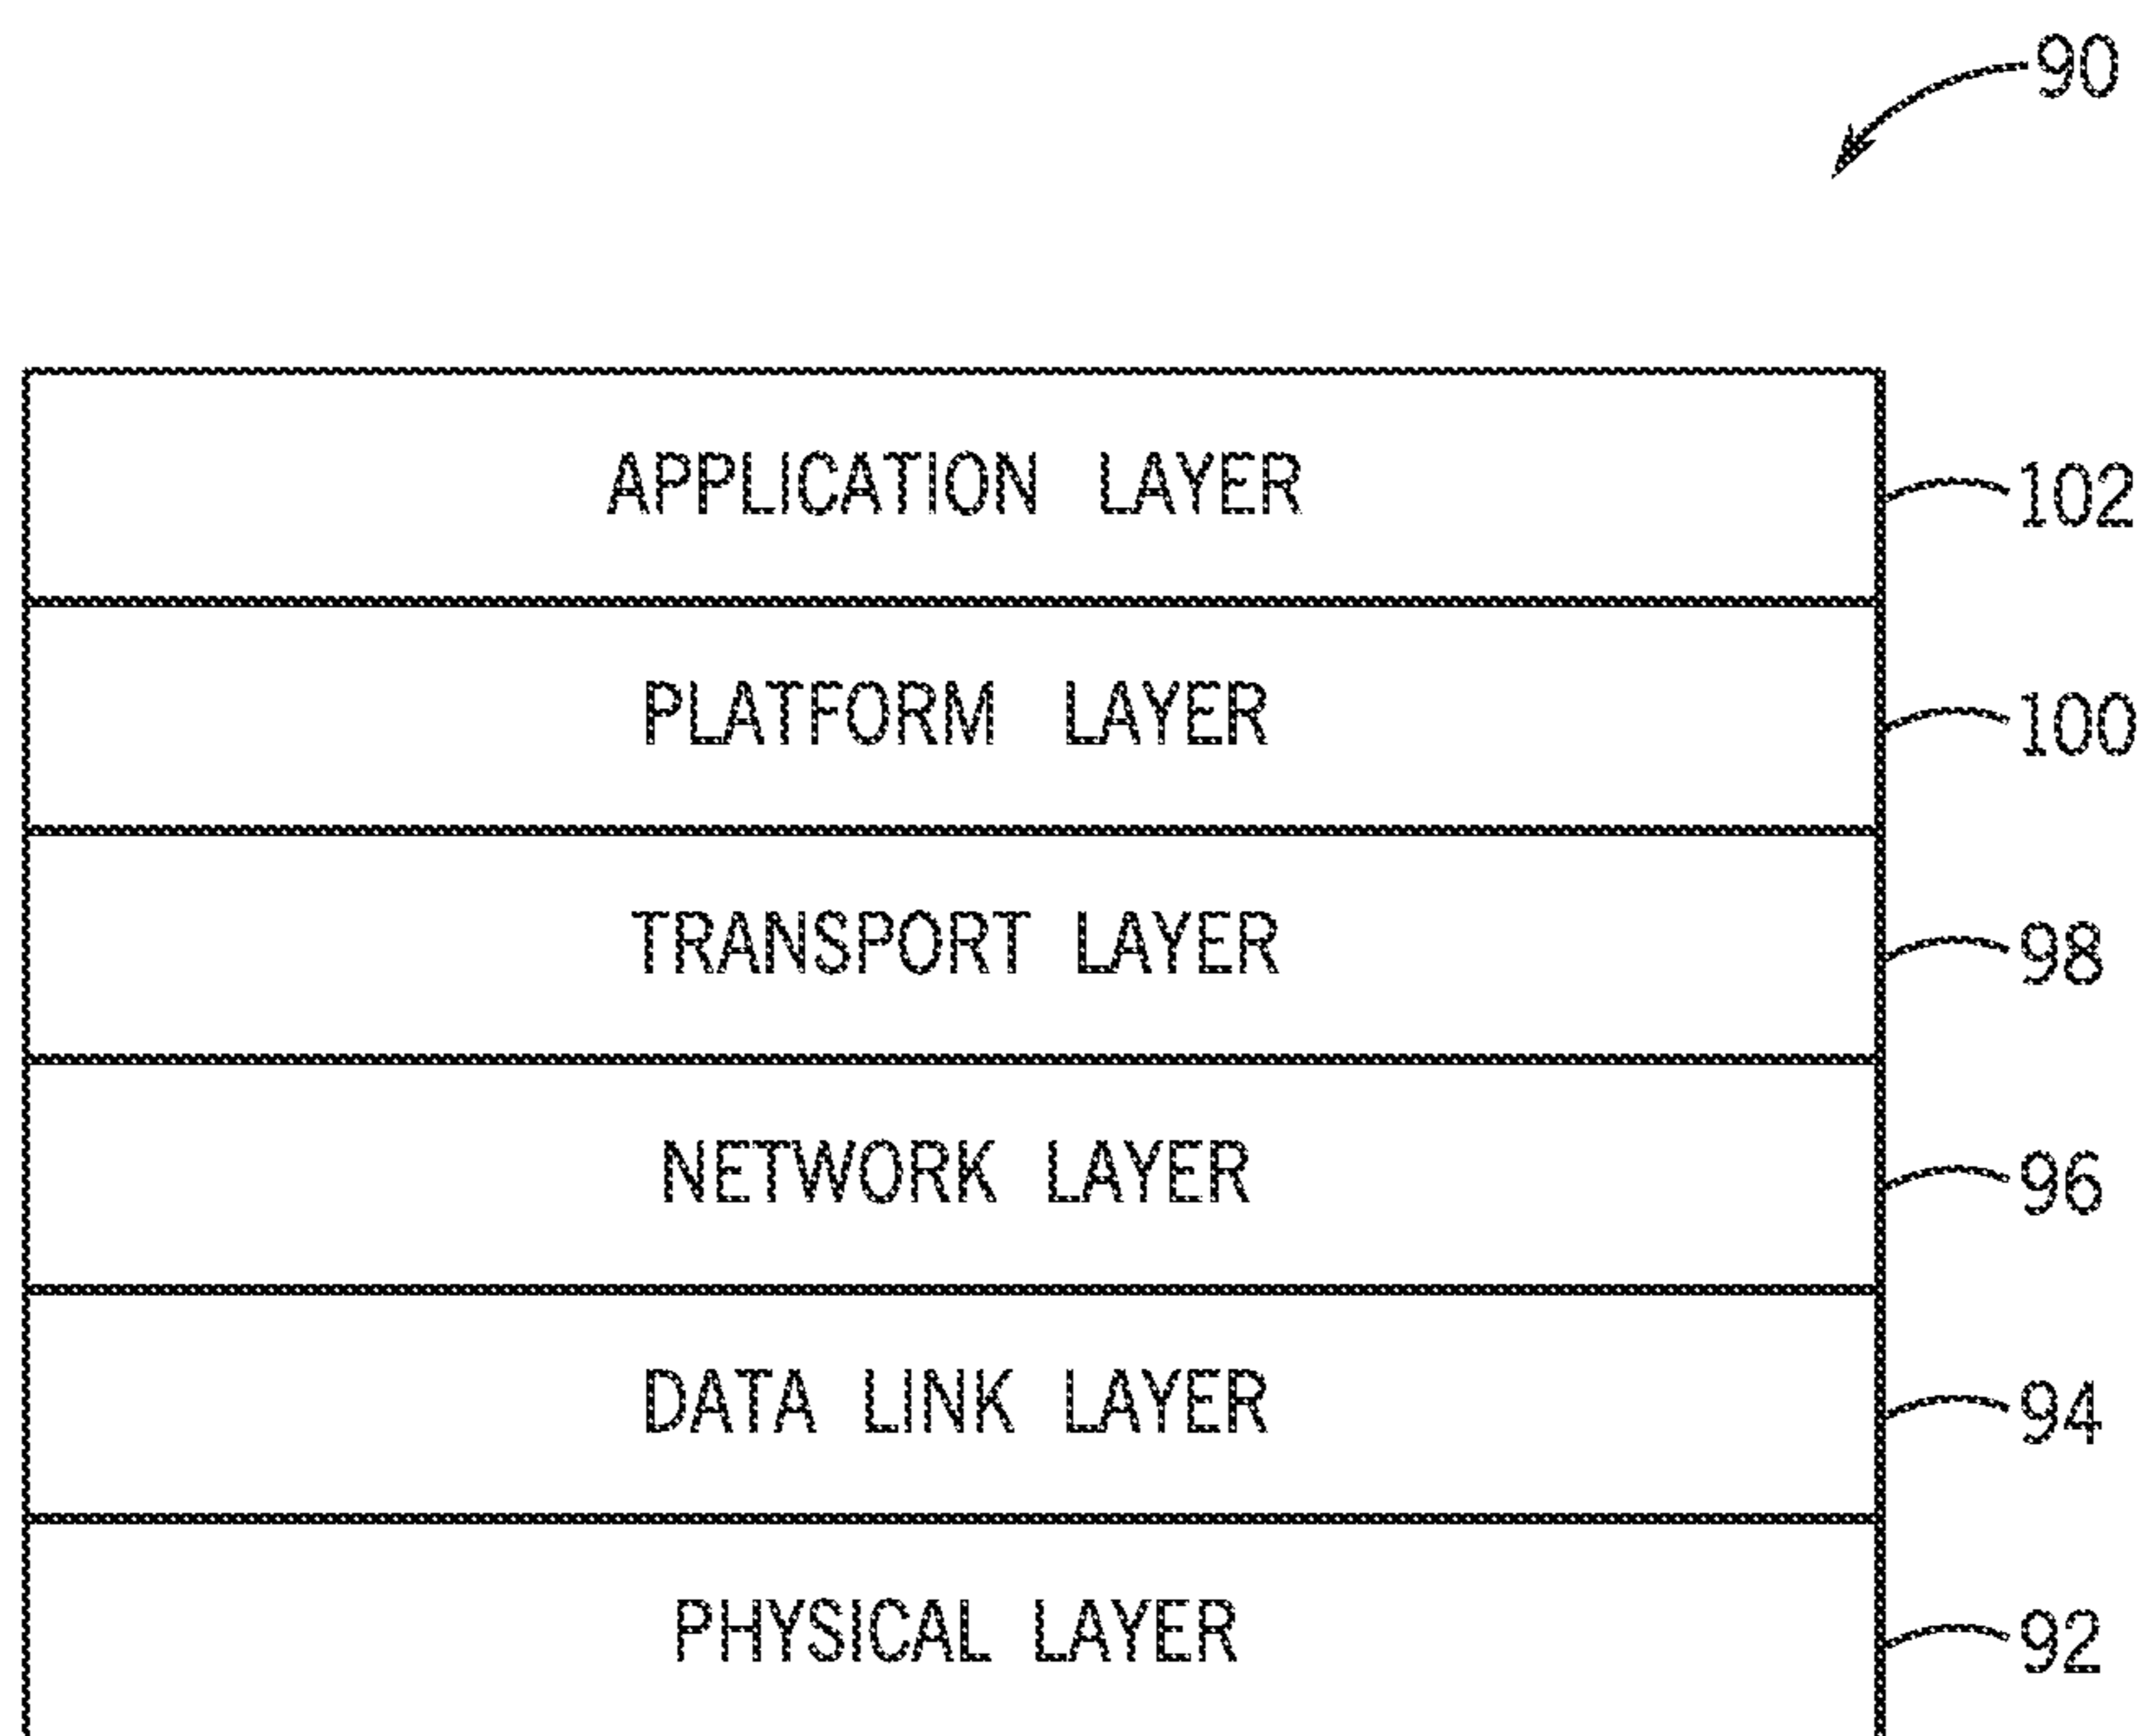 90
APPLICATION LAYER 102
PLATFORM LAYER 100
TRANSPORT LAYER 98
NETWORK LAYER 96
DATA LINK LAYER 94
PHYSICAL LAYER 92